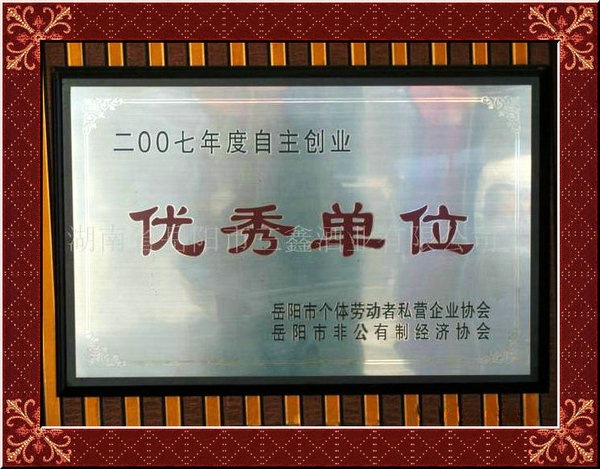 二00七年度自主创业
优秀单位
岳阳市个体劳动者私营企业协会
岳阳市非公有制经济协会